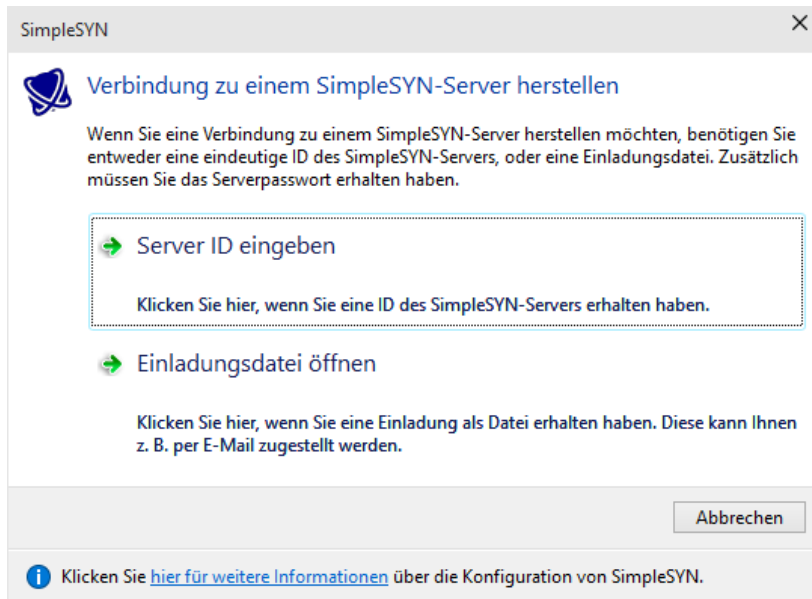 SimpleSYN
Verbindung zu einem SimpleSYN-Server herstellen
Wenn Sie eine Verbindung zu einem SimpleSYN-Server herstellen möchten, benötigen Sie
entweder eine eindeutige ID des SimpleSYN-Servers, oder eine Einladungsdatei. Zusätzlich
müssen Sie das Serverpasswort erhalten haben.
Server ID eingeben
Klicken Sie hier, wenn Sie eine ID des SimpleSYN-Servers erhalten haben.
Einladungsdatei öffnen
Klicken Sie hier, wenn Sie eine Einladung als Datei erhalten haben. Diese kann Ihnen
z. B. per E-Mail zugestellt werden.
Abbrechen
Klicken Sie hier für weitere Informationen über die Konfiguration von SimpleSYN.